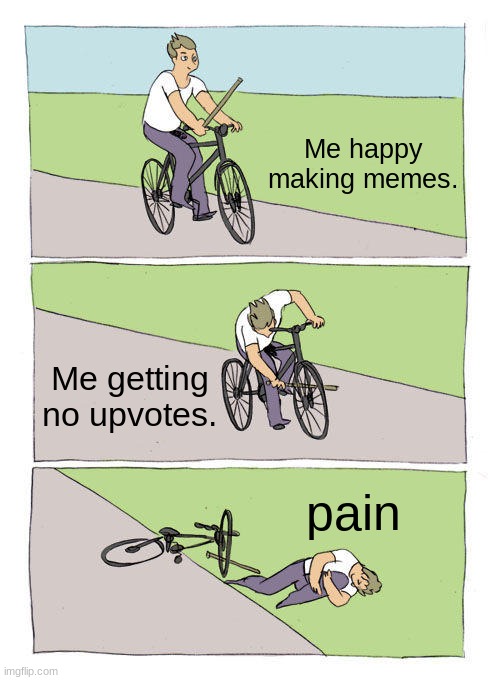 Me happy
making memes.
Me getting
no upvotes.
pain
imgflip.com